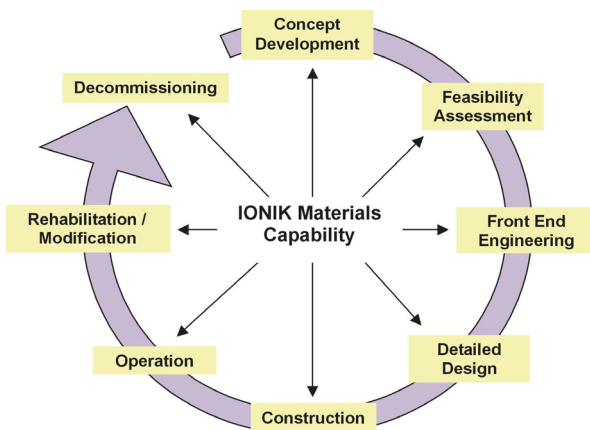 Concept
Development
Decommissioning
Feasibility
Assessment
IONIK Materials
Capability
Rehabilitation /
Modification
Front End
Engineering
Operation
Detailed
Design
Construction